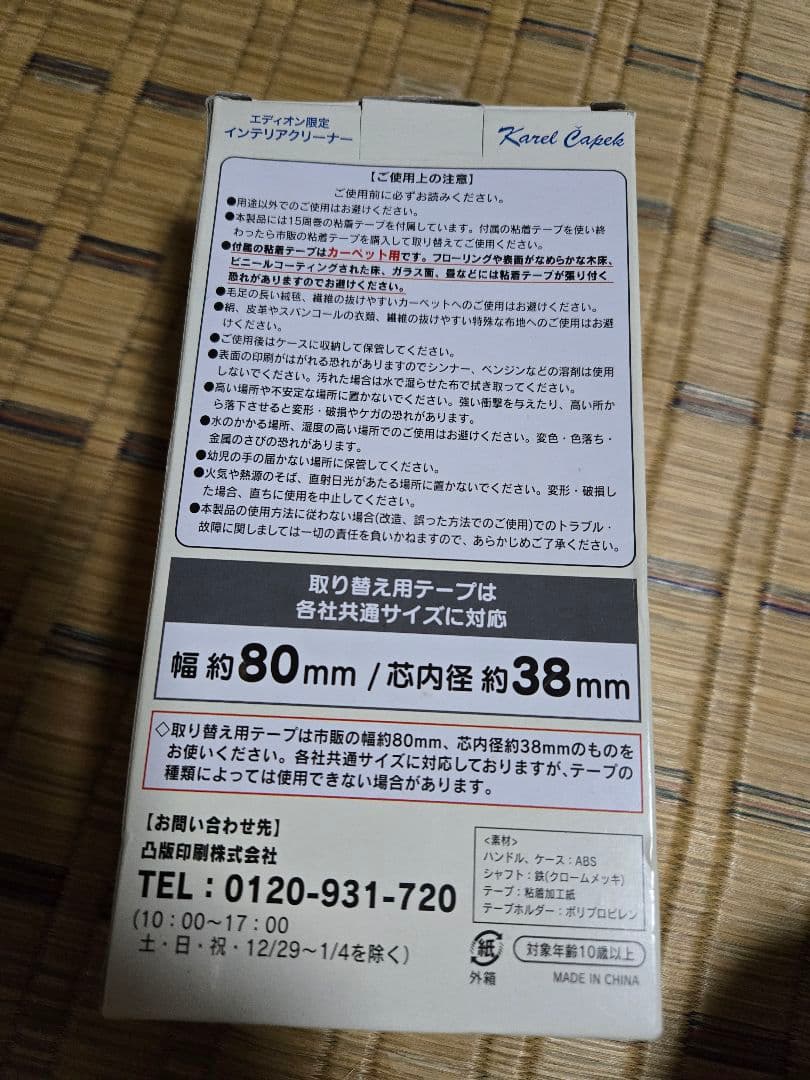 エディオン限定
インテリアクリーナー
Karel Čapek
【ご使用上の注意】
ご使用前に必ずお読みください。
●用途以外でのご使用はお避けください。
●本製品には15周巻の粘着テープを付属しています。付属の粘着テープを使い終
わったら市販の粘着テープを購入して取り替えてご使用ください。
●付属の粘着テープはカーペット用です。フローリングや表面がなめらかな木床、
ビニールコーティングされた床、ガラス面、畳などには粘着テープが張り付く
恐れがありますのでお避けください。
●毛足の長い絨毯、繊維の抜けやすいカーペットへのご使用はお避けください。
●絹、皮革やスパンコールの衣類、繊維の抜けやすい特殊な布地へのご使用はお避
けください。
●ご使用後はケースに収納して保管してください。
●表面の印刷がはがれる恐れがありますのでシンナー、ベンジンなどの溶剤は使用
しないでください。汚れた場合は水で湿らせた布で拭き取ってください。
●高い場所や不安定な場所に置かないでください。強い衝撃を与えたり、高い所か
ら落下させると変形・破損やケガの恐れがあります。
●水のかかる場所、湿度の高い場所でのご使用はお避けください。変色・色落ち・
金属のさびの恐れがあります。
●幼児の手の届かない場所に保管してください。
●火気や熱源のそば、直射日光があたる場所に置かないでください。変形・破損し
た場合、直ちに使用を中止してください。
●本製品の使用方法に従わない場合(改造、誤った方法でのご使用)でのトラブル・
故障に関しましては一切の責任を負いかねますので、あらかじめご了承ください。
取り替え用テープは
各社共通サイズに対応
幅 約80mm / 芯内径 約38mm
◇取り替え用テープは市販の幅約80mm、芯内径約38mmのものを
お使いください。各社共通サイズに対応しておりますが、テープの
種類によっては使用できない場合があります。
【お問い合わせ先】
凸版印刷株式会社
TEL：0120-931-720
(10：00～17：00
土・日・祝・12/29～1/4を除く)
<素材>
ハンドル、ケース：ABS
シャフト：鉄(クロームメッキ)
テープ：粘着加工紙
テープホルダー：ポリプロピレン
紙
外箱
対象年齢10歳以上
MADE IN CHINA